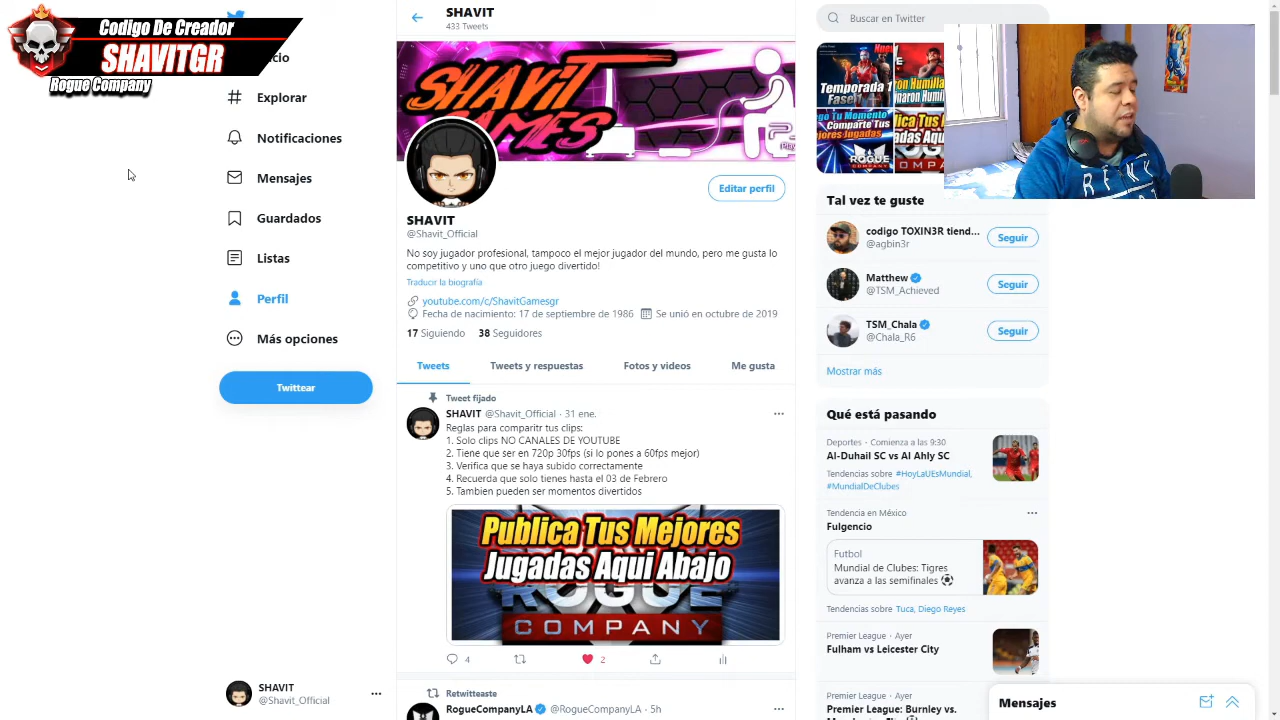 Codigo De Creador
SHAVITGR
Rogue Company
Explorar
Notificaciones
Mensajes
Guardados
Listas
Perfil
Más opciones
Twittear
SHAVIT
@Shavit_Official
SHAVIT
433 Tweets
SHAVIT
GAMES
Editar perfil
SHAVIT
@Shavit_Official
No soy jugador profesional, tampoco el mejor jugador del mundo, pero me gusta lo
competitivo y uno que otro juego divertido!
Traducir la biografía
youtube.com/c/ShavitGamesgr
Fecha de nacimiento: 17 de septiembre de 1986 Se unió en octubre de 2019
17 Siguiendo 38 Seguidores
Tweets Tweets y respuestas Fotos y videos Me gusta
Tweet fijado
SHAVIT @Shavit_Official · 31 ene.
Reglas para comparitr tus clips:
1. Solo clips NO CANALES DE YOUTUBE
2. Tiene que ser en 720p 30fps (si lo pones a 60fps mejor)
3. Verifica que se haya subido correctamente
4. Recuerda que solo tienes hasta el 03 de Febrero
5. Tambien pueden ser momentos divertidos
Publica Tus Mejores
Jugadas Aqui Abajo
ROGUE
COMPANY
4 2
Retwitteaste
RogueCompanyLA @RogueCompanyLA · 5h
Buscar en Twitter
Temporada 1
Fase1
Tal vez te guste
codigo TOXIN3R tiend...
@agbin3r
Seguir
Matthew
@TSM_Achieved
Seguir
TSM_Chala
@Chala_R6
Seguir
Mostrar más
Qué está pasando
Deportes · Comienza a las 9:30
Al-Duhail SC vs Al Ahly SC
Tendencias sobre #HoyLaUEsMundial,
#MundialDeClubes
Tendencia en México
Fulgencio
Futbol
Mundial de Clubes: Tigres
avanza a las semifinales
Tendencias sobre Tuca, Diego Reyes
Premier League · Ayer
Fulham vs Leicester City
Premier League · Ayer
Premier League: Burnley vs.
Mensajes